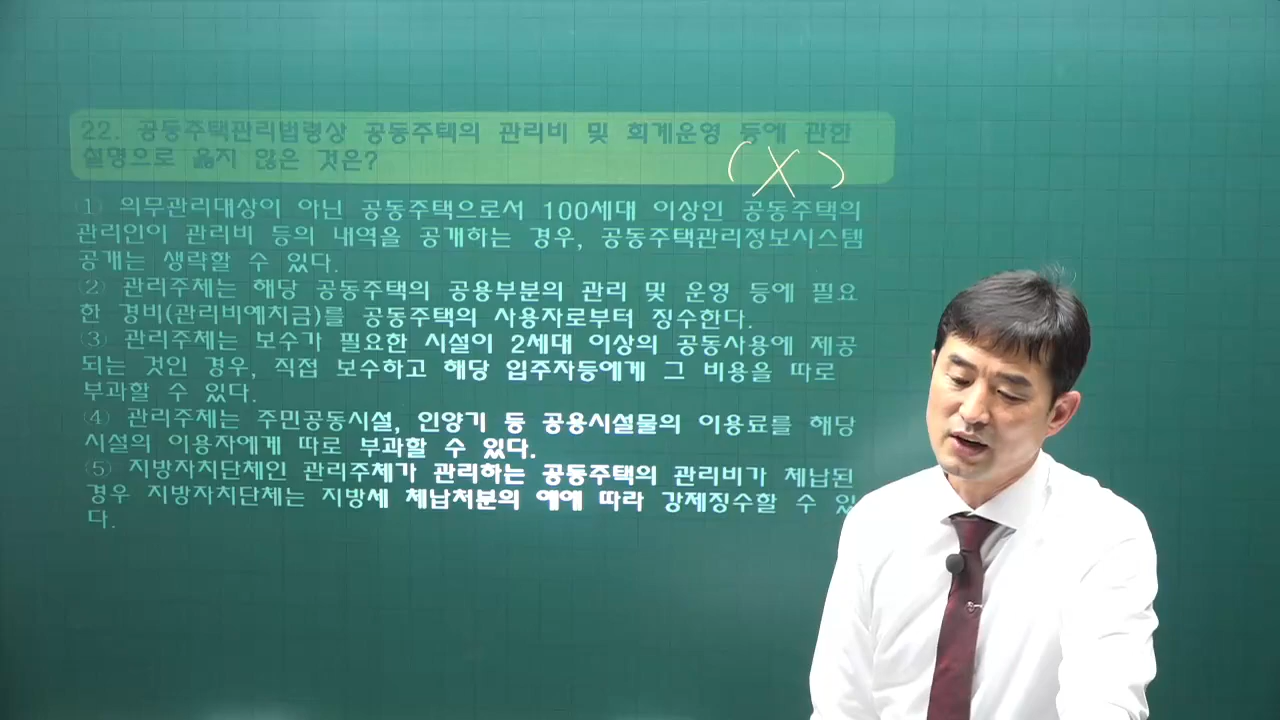 22. 공동주택관리법령상 공동주택의 관리비 및 회계운영 등에 관한
설명으로 옳지 않은 것은?
(X)
① 의무관리대상이 아닌 공동주택으로서 100세대 이상인 공동주택의
관리인이 관리비 등의 내역을 공개하는 경우, 공동주택관리정보시스템
공개는 생략할 수 있다.
② 관리주체는 해당 공동주택의 공용부분의 관리 및 운영 등에 필요
한 경비(관리비예치금)를 공동주택의 사용자로부터 징수한다.
③ 관리주체는 보수가 필요한 시설이 2세대 이상의 공동사용에 제공
되는 것인 경우, 직접 보수하고 해당 입주자등에게 그 비용을 따로
부과할 수 있다.
④ 관리주체는 주민공동시설, 인양기 등 공용시설물의 이용료를 해당
시설의 이용자에게 따로 부과할 수 있다.
⑤ 지방자치단체인 관리주체가 관리하는 공동주택의 관리비가 체납된
경우 지방자치단체는 지방세 체납처분의 예에 따라 강제징수할 수 있
다.